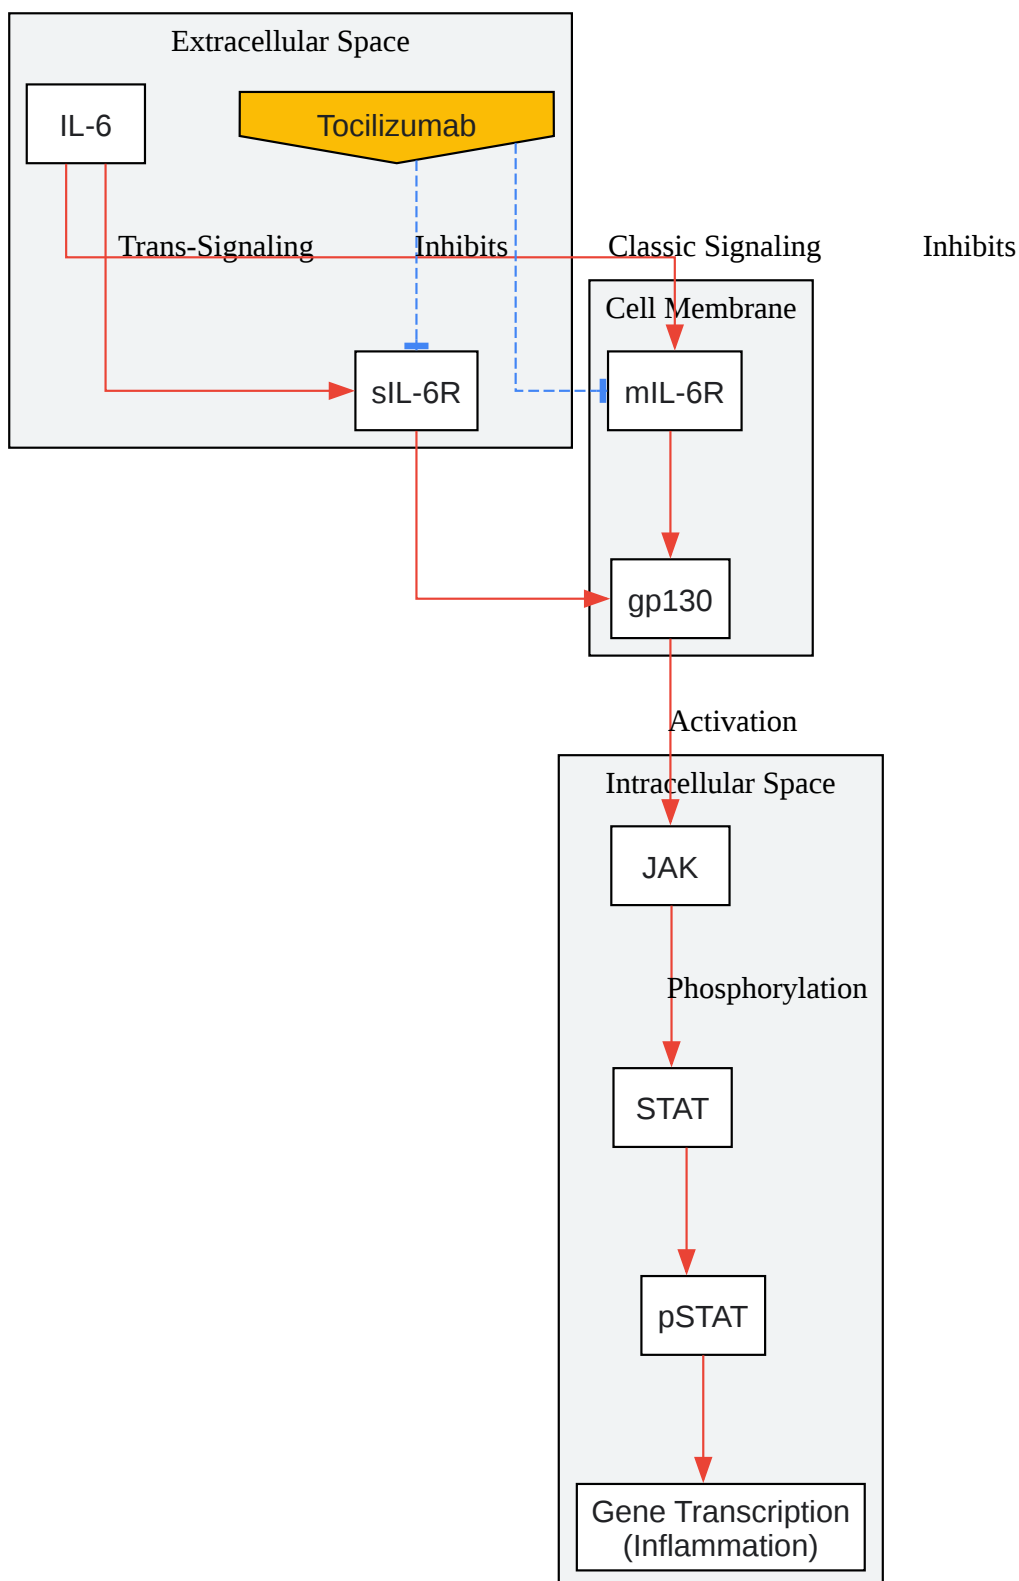 Extracellular Space
IL-6
Tocilizumab
Trans-Signaling
Inhibits
Classic Signaling
Inhibits
Cell Membrane
sIL-6R
mIL-6R
gp130
Activation
Intracellular Space
JAK
Phosphorylation
STAT
pSTAT
Gene Transcription
(Inflammation)